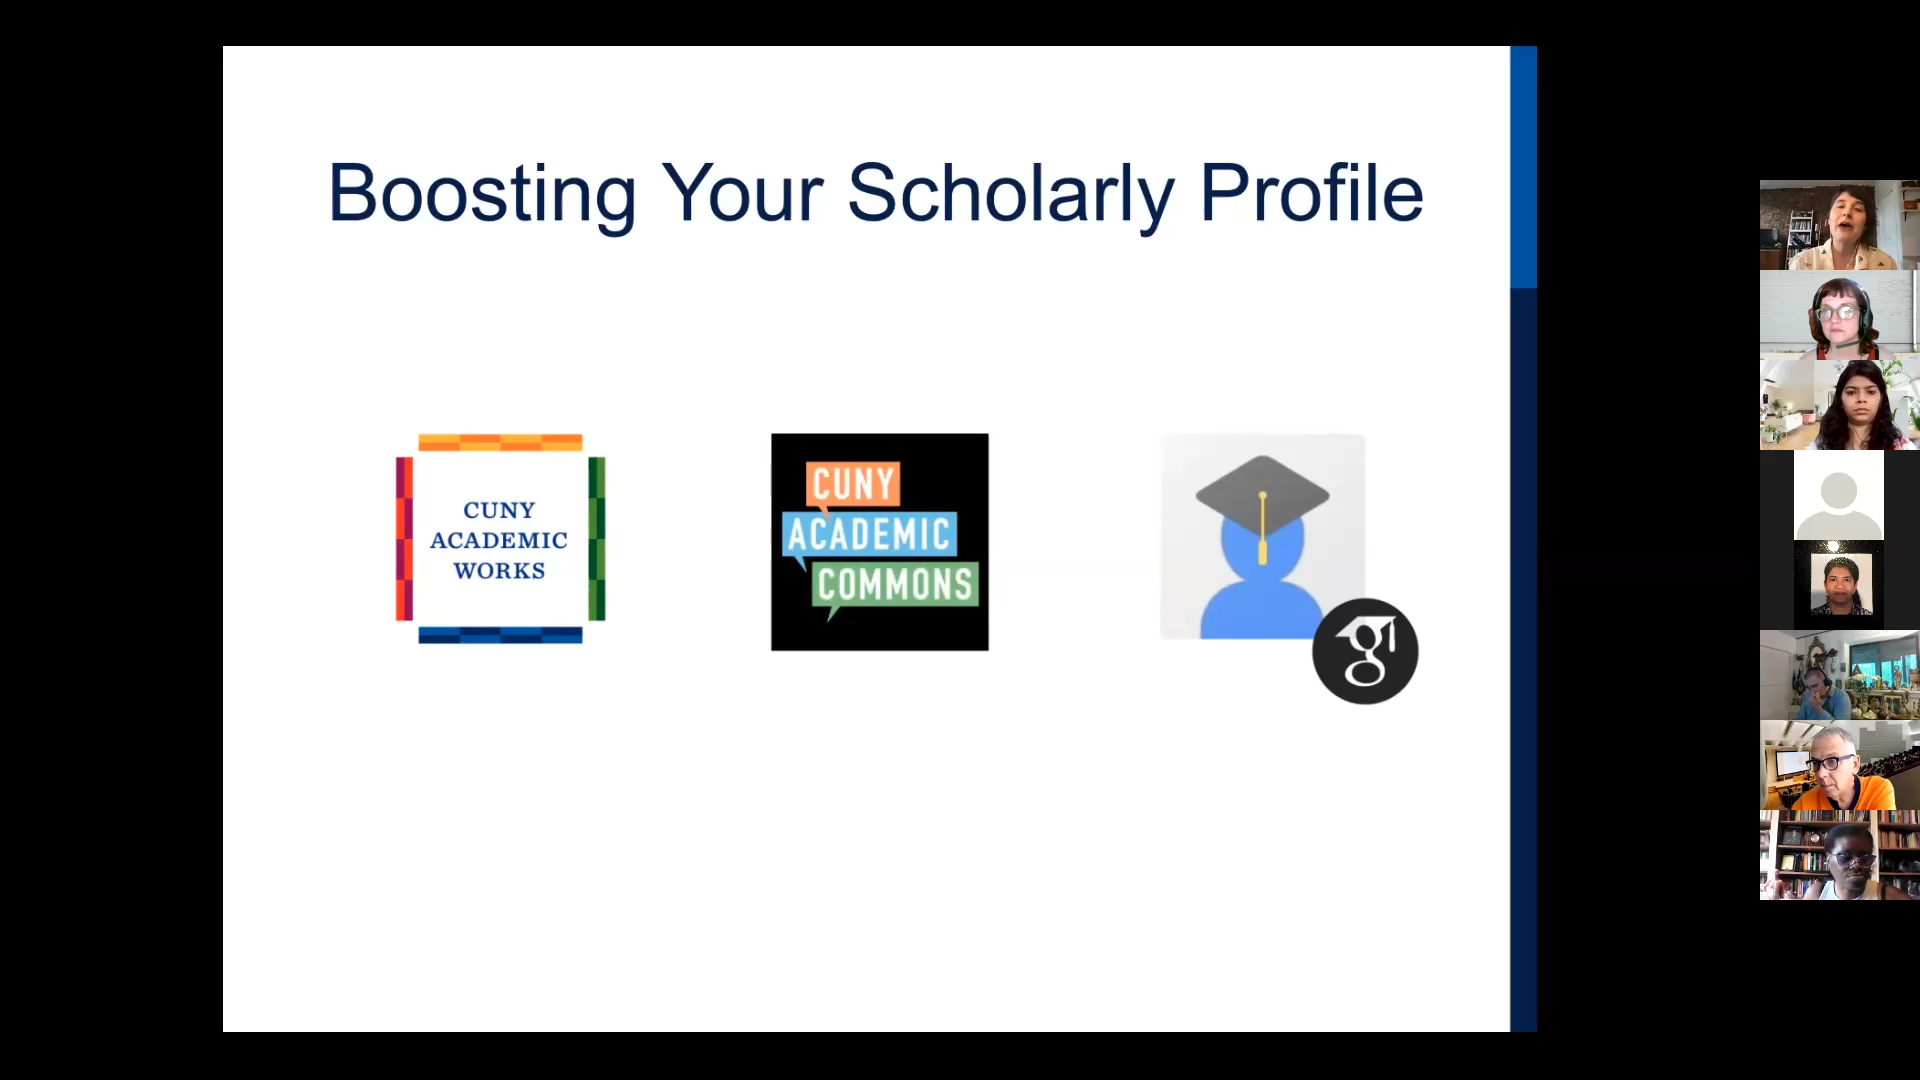 Boosting Your Scholarly Profile
CUNY
ACADEMIC
WORKS
CUNY
ACADEMIC
COMMONS
g